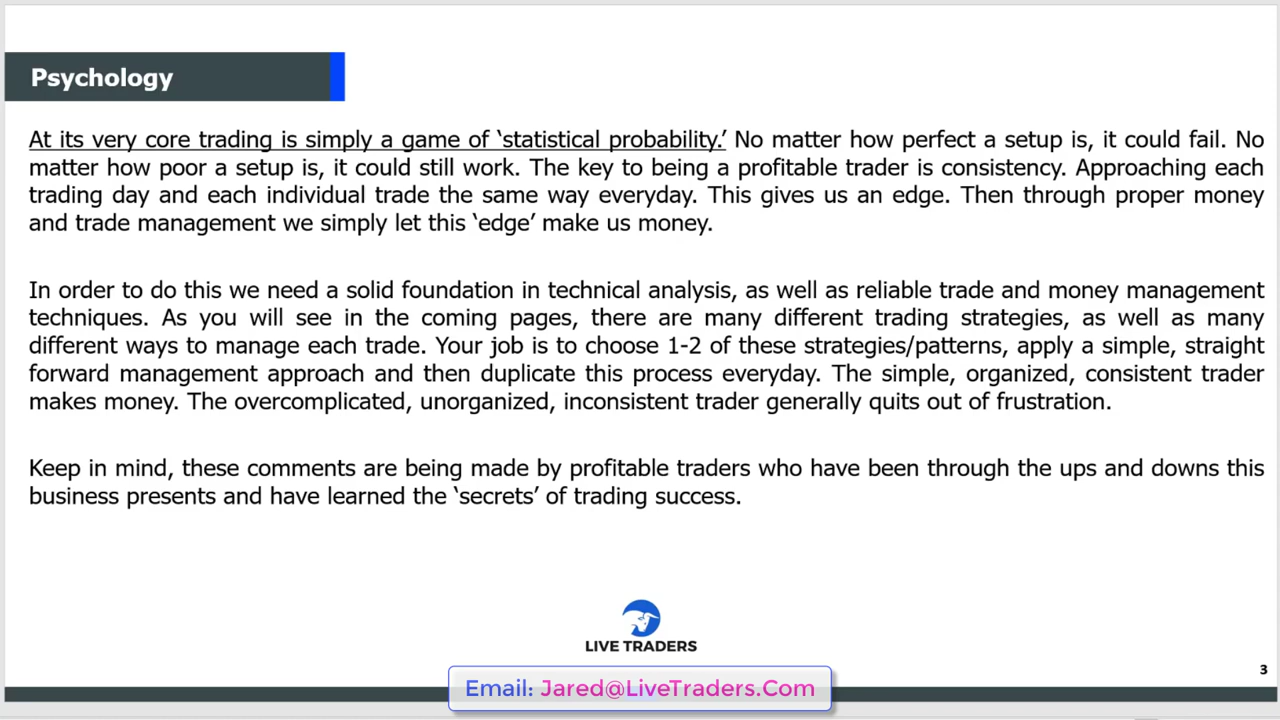 Psychology
At its very core trading is simply a game of ‘statistical probability.’ No matter how perfect a setup is, it could fail. No
matter how poor a setup is, it could still work. The key to being a profitable trader is consistency. Approaching each
trading day and each individual trade the same way everyday. This gives us an edge. Then through proper money
and trade management we simply let this ‘edge’ make us money.
In order to do this we need a solid foundation in technical analysis, as well as reliable trade and money management
techniques. As you will see in the coming pages, there are many different trading strategies, as well as many
different ways to manage each trade. Your job is to choose 1-2 of these strategies/patterns, apply a simple, straight
forward management approach and then duplicate this process everyday. The simple, organized, consistent trader
makes money. The overcomplicated, unorganized, inconsistent trader generally quits out of frustration.
Keep in mind, these comments are being made by profitable traders who have been through the ups and downs this
business presents and have learned the ‘secrets’ of trading success.
LIVE TRADERS
3
Email: Jared@LiveTraders.Com